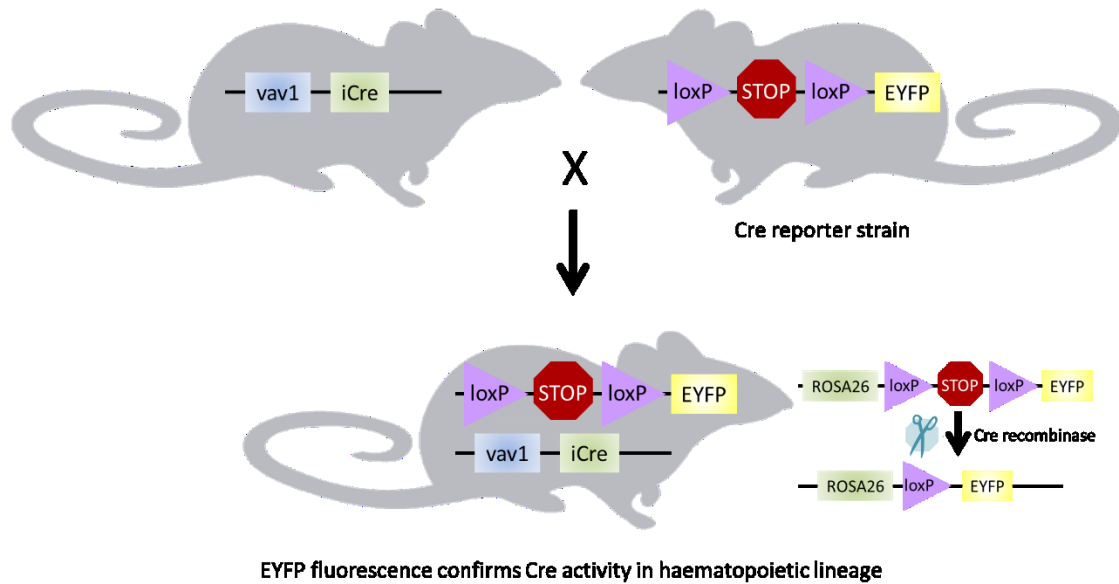 vav1 iCre
loxP STOP loxP EYFP
X
Cre reporter strain
loxP STOP loxP EYFP
vav1 iCre
ROSA26 loxP STOP loxP EYFP
Cre recombinase
ROSA26 loxP EYFP
EYFP fluorescence confirms Cre activity in haematopoietic lineage